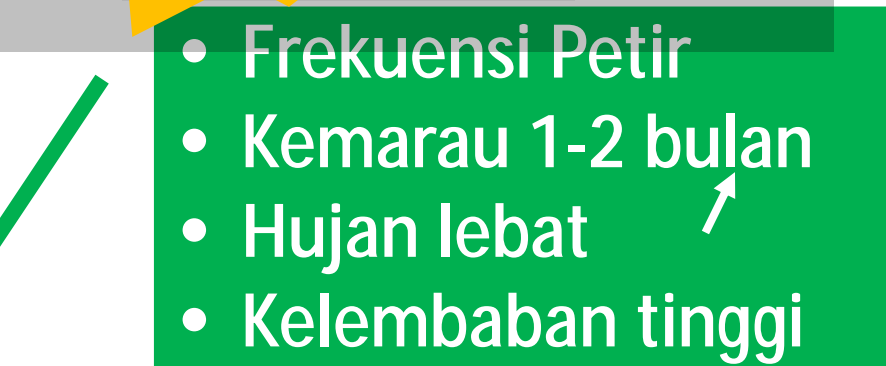 • Frekuensi Petir
• Kemarau 1-2 bulan
• Hujan lebat
• Kelembaban tinggi